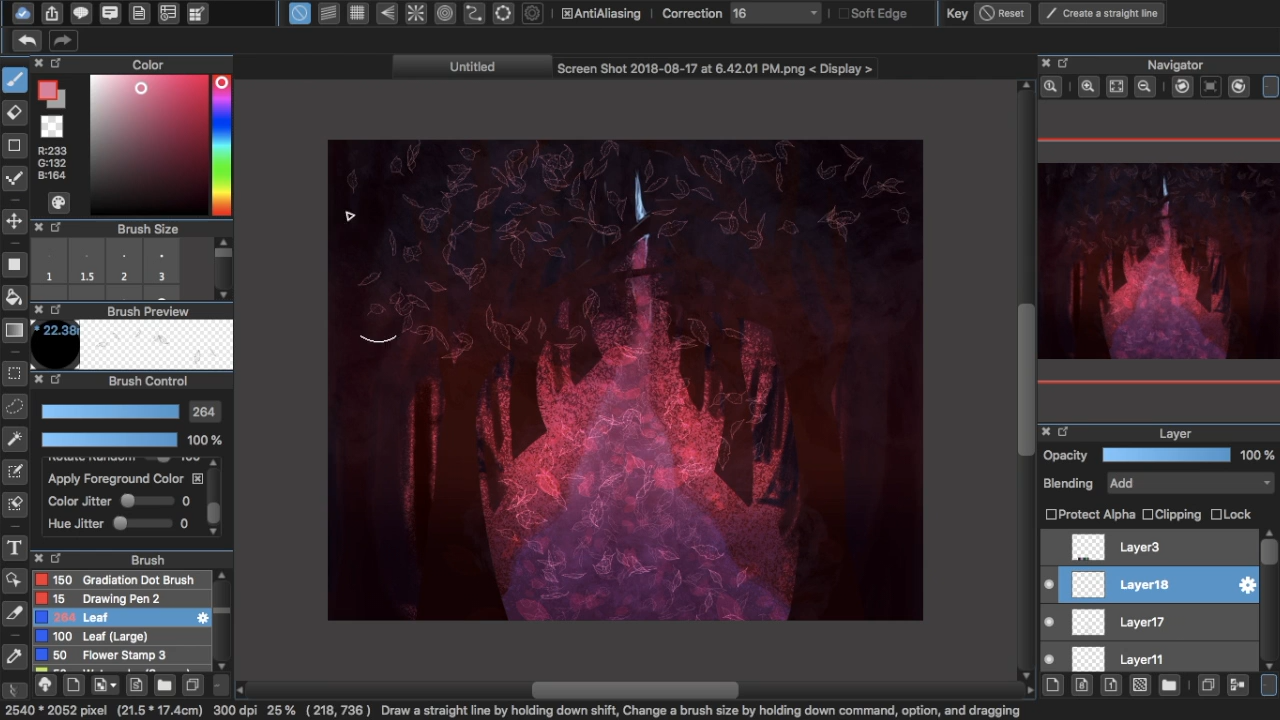 AntiAliasing Correction 16 Soft Edge Key Reset Create a straight line
Color
Untitled
Screen Shot 2018-08-17 at 6.42.01 PM.png < Display >
Navigator
R:233
G:132
B:164
Brush Size
1 1.5 2 3
Brush Preview
* 22.38
Brush Control
264
100 %
Rotate Random 100
Apply Foreground Color
Color Jitter 0
Hue Jitter 0
Brush
150 Gradiation Dot Brush
15 Drawing Pen 2
264 Leaf
100 Leaf (Large)
50 Flower Stamp 3
Layer
Opacity 100 %
Blending Add
Protect Alpha Clipping Lock
Layer3
Layer18
Layer17
Layer11
2540 * 2052 pixel (21.5 * 17.4cm) 300 dpi 25 % ( 218, 736 ) Draw a straight line by holding down shift, Change a brush size by holding down command, option, and dragging